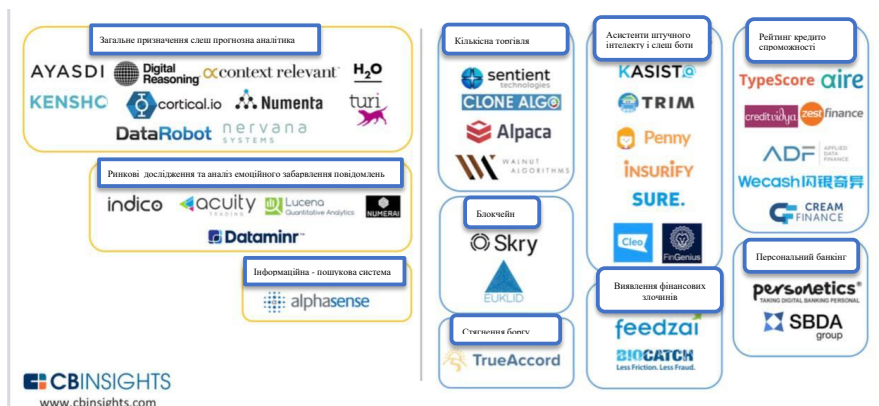 Загальне призначення слеш прогнозна аналітика
AYASDI
Digital
Reasoning
context relevant
H2O
KENSHO
cortical.io
Numenta
turi
DataRobot
nervana
SYSTEMS
Ринкові дослідження та аналіз емоційного забарвлення повідомлень
indico
acuity
TRADING
Lucena
Quantitative Analytics
NUMERAI
Dataminr
Інформаційна - пошукова система
alphasense
CBINSIGHTS
www.cbinsights.com
Кількісна торгівля
sentient
technologies
CLONE ALGO
Alpaca
WALNUT
ALGORITHMS
Блокчейн
Skry
EUKLID
Стягнення боргу
TrueAccord
Асистенти штучного
інтелекту і слеш боти
KASISTO
TRIM
Penny
INSURIFY
SURE.
Cleo
FinGenius
Виявлення фінансових
злочинів
feedzai
BIOCATCH
Less Friction. Less Fraud.
Рейтинг кредито
спроможності
TypeScore
aire
creditvidya
zestfinance
ADF
APPLIED
DATA
FINANCE
Wecash闪银奇异
CREAM
FINANCE
Персональний банкінг
personetics®
TAKING DIGITAL BANKING PERSONAL
SBDA
group